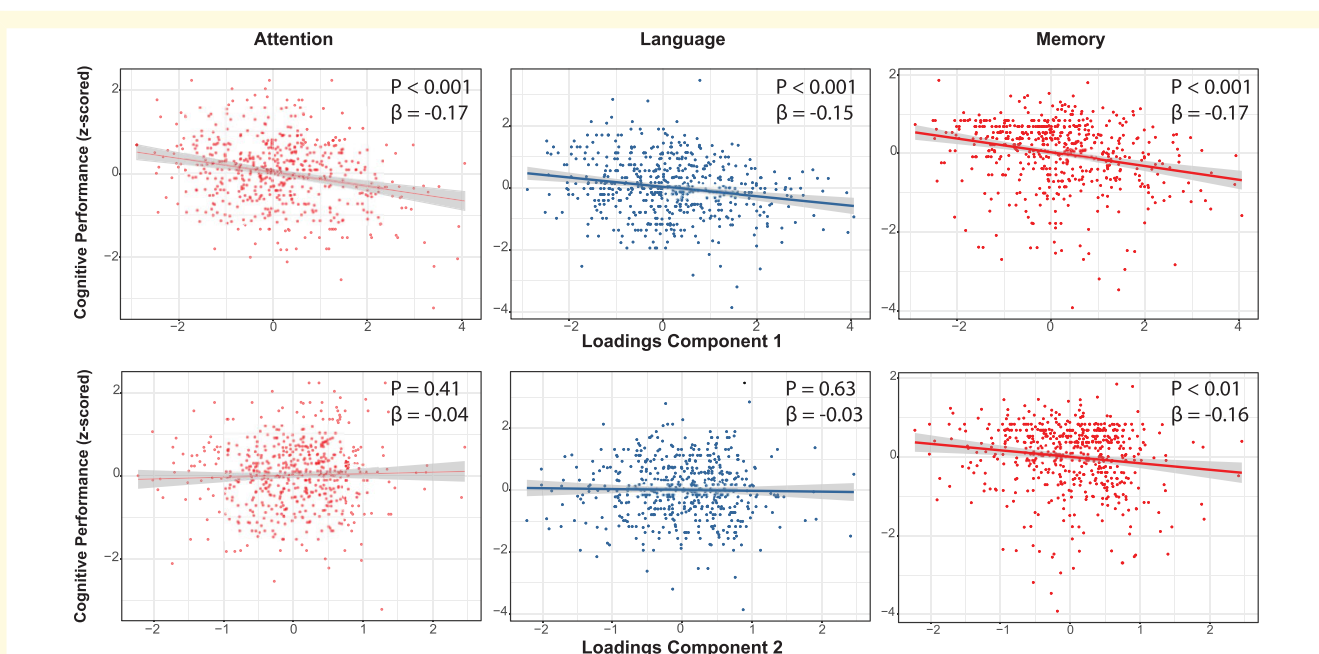 Attention Language Memory
Cognitive Performance (z-scored)
2
0
−2
P < 0.001
β = -0.17
−2 0 2 4
2
0
−2
−4
P < 0.001
β = -0.15
−2 0 2 4
2
0
−2
−4
P < 0.001
β = -0.17
−2 0 2 4
Loadings Component 1
Cognitive Performance (z-scored)
2
0
−2
P = 0.41
β = -0.04
−2 −1 0 1 2
2
0
−2
−4
P = 0.63
β = -0.03
−2 −1 0 1 2
2
0
−2
−4
P < 0.01
β = -0.16
−2 −1 0 1 2
Loadings Component 2